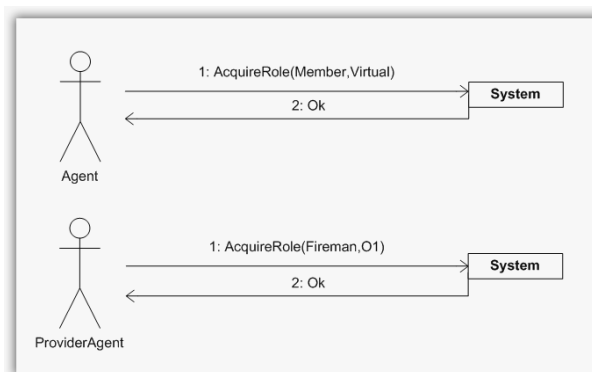 1: AcquireRole(Member,Virtual)
System
2: Ok
Agent
1: AcquireRole(Fireman,O1)
System
2: Ok
ProviderAgent